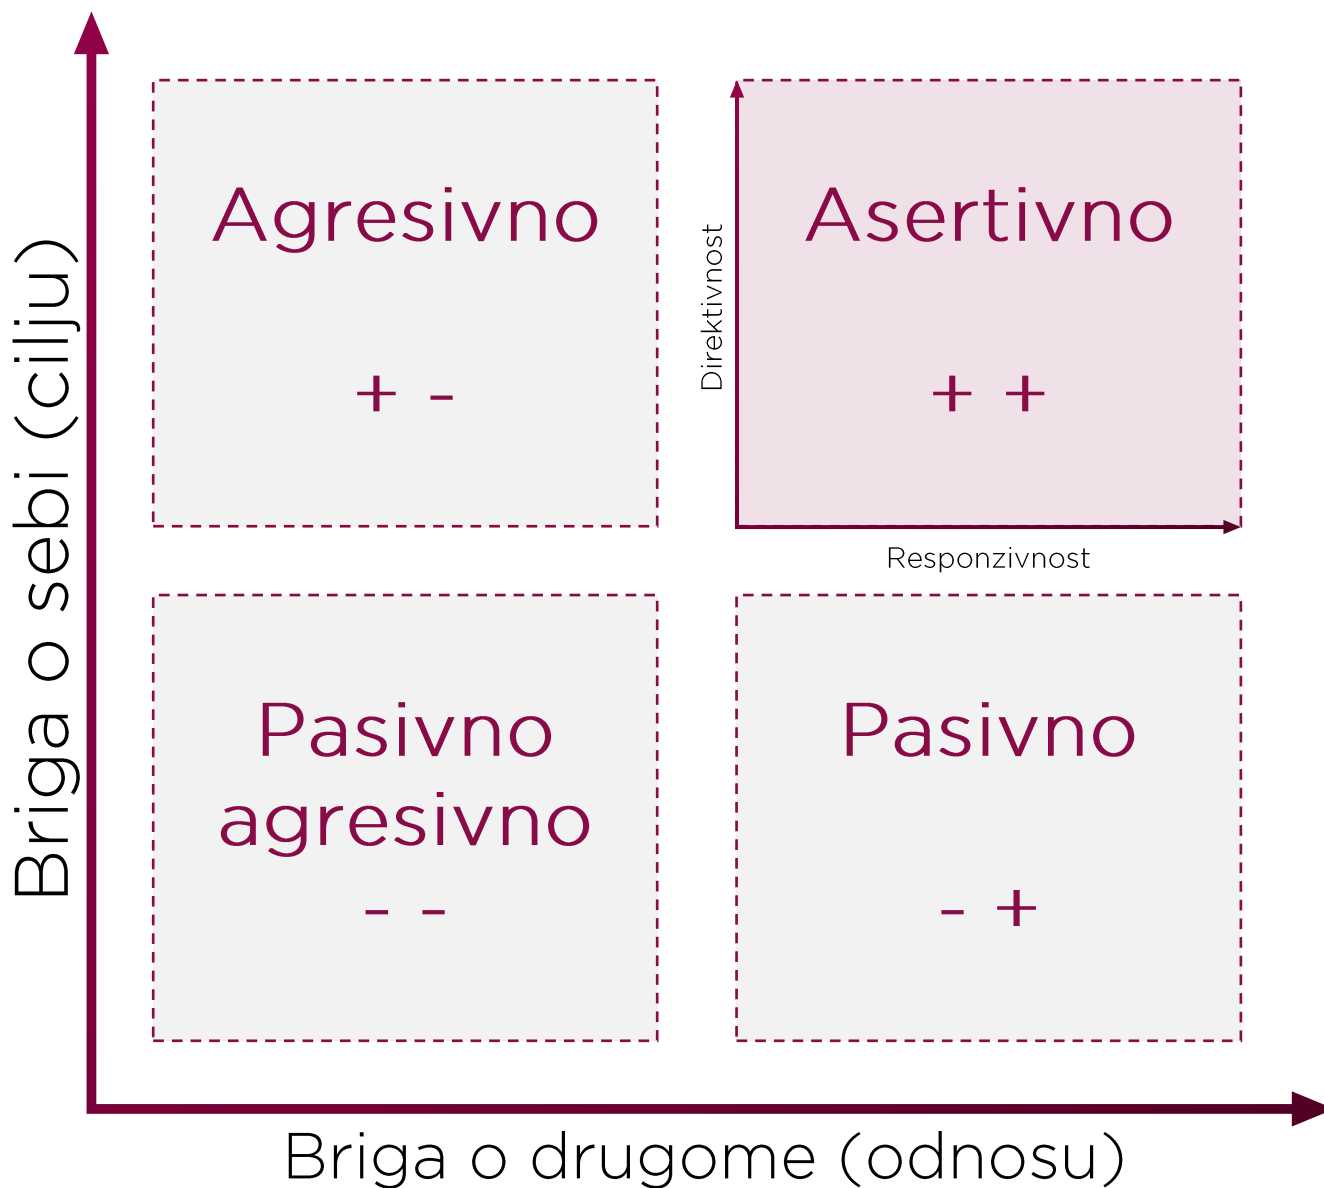 Briga o sebi (cilju)
Agresivno
+ -
Direktivnost
Asertivno
+ +
Responzivnost
Pasivno
agresivno
- -
Pasivno
- +
Briga o drugome (odnosu)